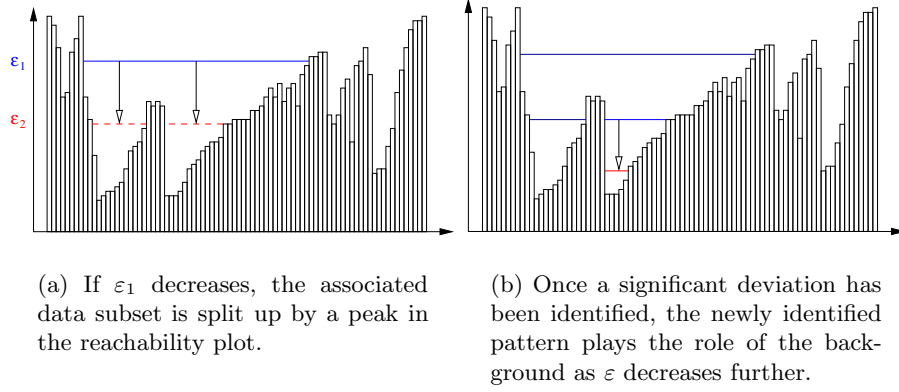 ε₁
ε₂
(a) If ε₁ decreases, the associated
data subset is split up by a peak in
the reachability plot.
(b) Once a significant deviation has
been identified, the newly identified
pattern plays the role of the back-
ground as ε decreases further.